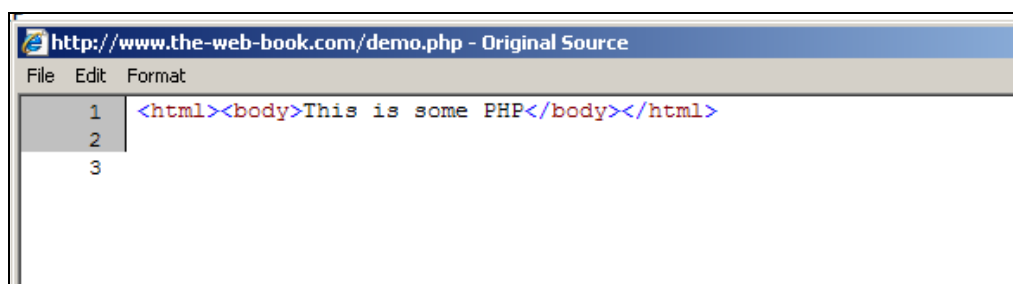 http://www.the-web-book.com/demo.php - Original Source
File Edit Format
1 <html><body>This is some PHP</body></html>
2
3